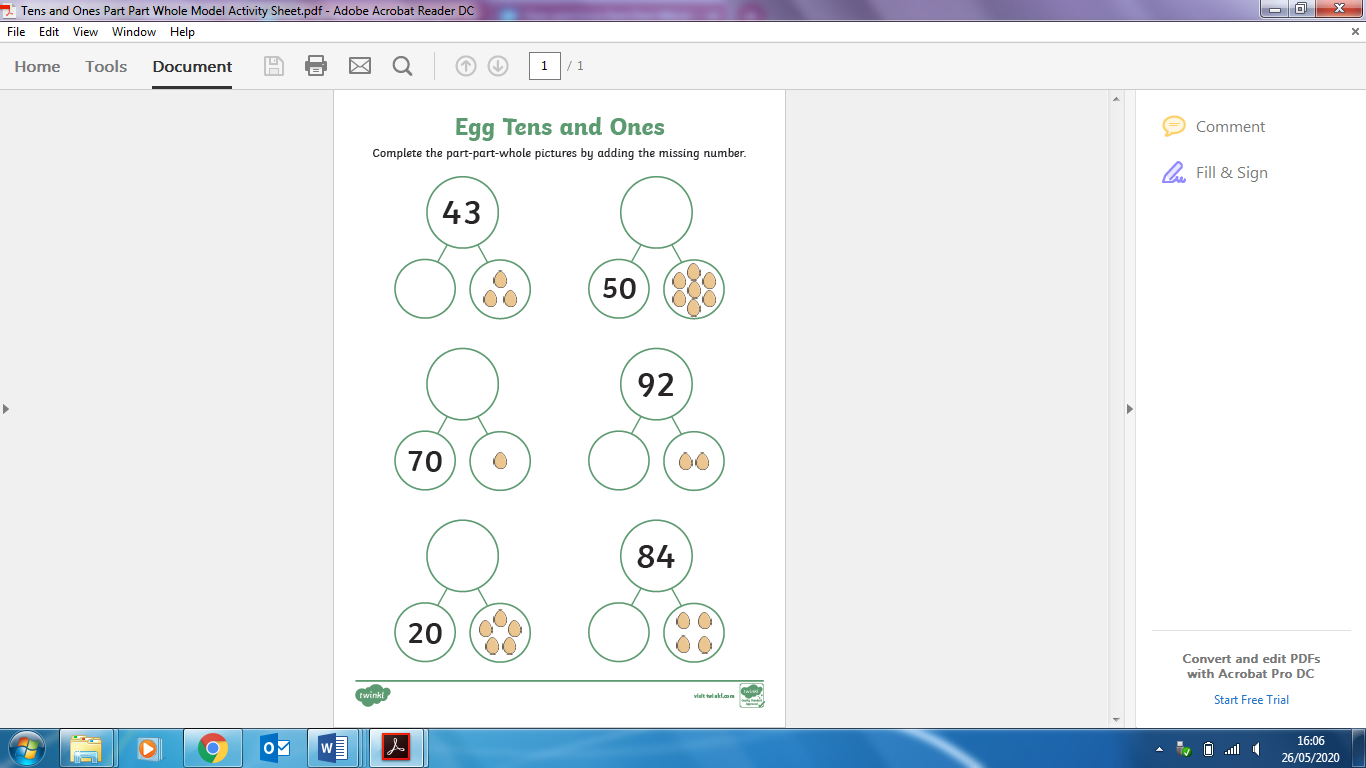 Tens and Ones Part Part Whole Model Activity Sheet.pdf - Adobe Acrobat Reader DC
File Edit View Window Help
Home Tools Document 1 / 1
Egg Tens and Ones
Complete the part-part-whole pictures by adding the missing number.
43
50
70
92
20
84
twinkl
visit twinkl.com
twinkl
Comment
Fill & Sign
Convert and edit PDFs
with Acrobat Pro DC
Start Free Trial
16:06
26/05/2020